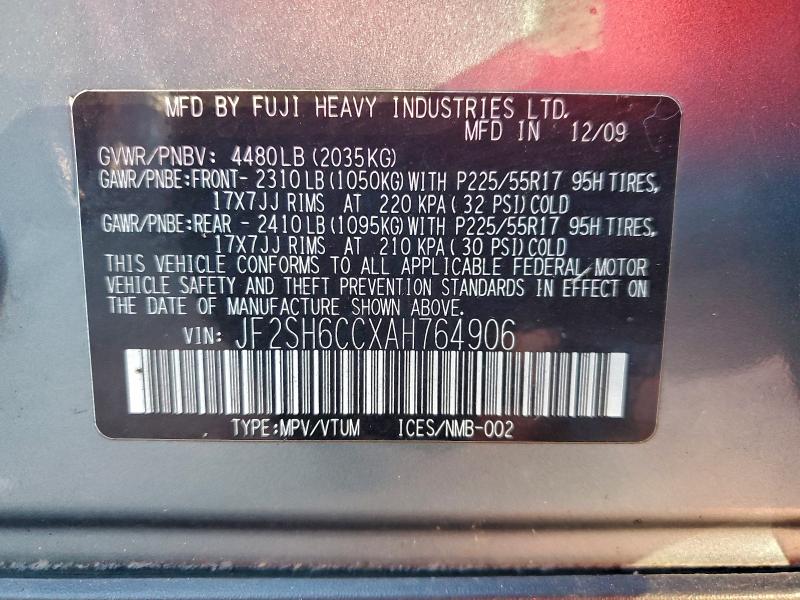 MFD BY FUJI HEAVY INDUSTRIES LTD.
MFD IN 12/09
GVWR/PNBV: 4480LB (2035KG)
GAWR/PNBE:FRONT- 2310LB (1050KG) WITH P225/55R17 95H TIRES,
17X7JJ RIMS AT 220 KPA ( 32 PSI) COLD
GAWR/PNBE:REAR - 2410LB (1095KG) WITH P225/55R17 95H TIRES,
17X7JJ RIMS AT 210 KPA ( 30 PSI) COLD
THIS VEHICLE CONFORMS TO ALL APPLICABLE FEDERAL MOTOR
VEHICLE SAFETY AND THEFT PREVENTION STANDARDS IN EFFECT ON
THE DATE OF MANUFACTURE SHOWN ABOVE.
VIN: JF2SH6CCXAH764906
TYPE:MPV/VTUM ICES/NMB-002